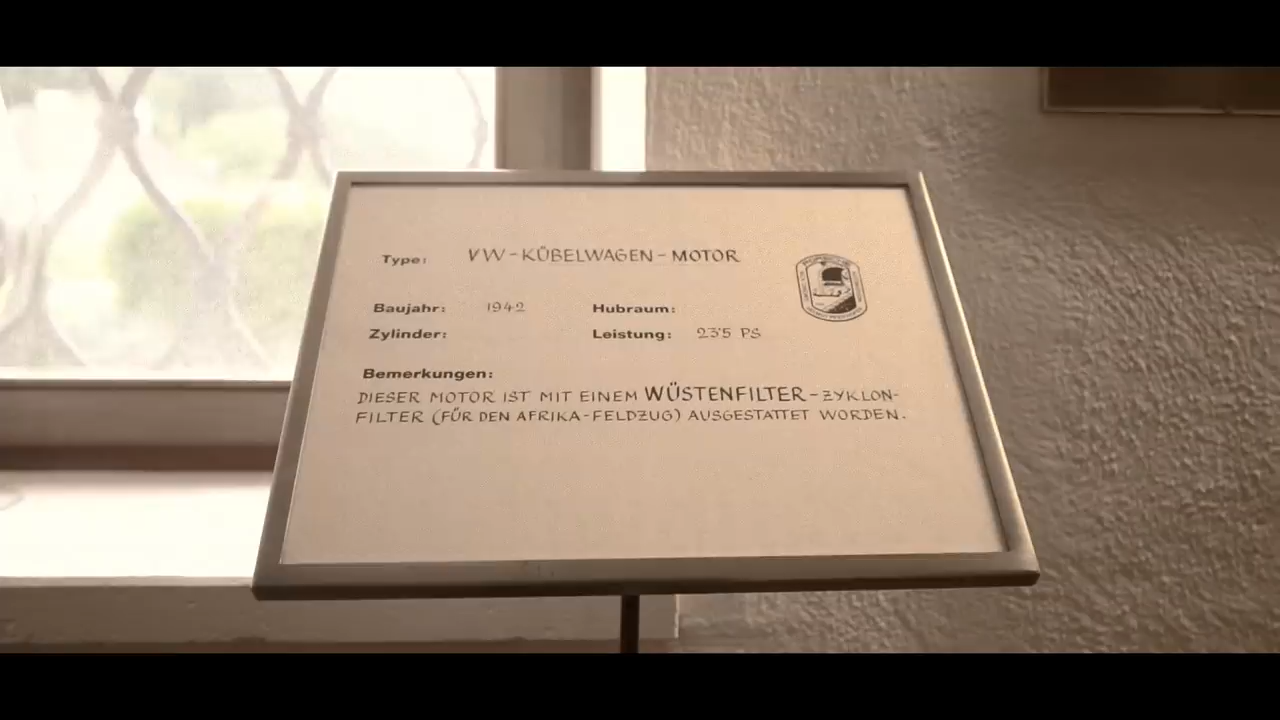 Type: VW-KÜBELWAGEN-MOTOR
Baujahr: 1942 Hubraum:
Zylinder: Leistung: 23'5 PS
Bemerkungen:
DIESER MOTOR IST MIT EINEM WÜSTENFILTER-ZYKLON-
FILTER (FÜR DEN AFRIKA-FELDZUG) AUSGESTATTET WORDEN.